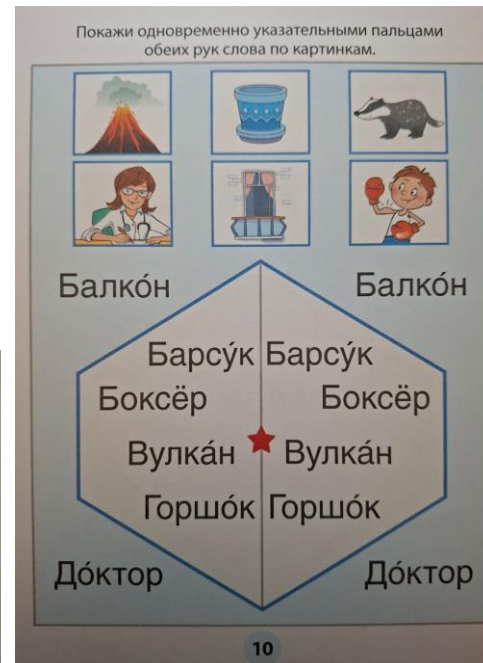 Покажи одновременно указательными пальцами
обеих рук слова по картинкам.
Балко́н Балко́н
Барсу́к Барсу́к
Боксёр Боксёр
Вулка́н Вулка́н
Горшо́к Горшо́к
До́ктор До́ктор
10